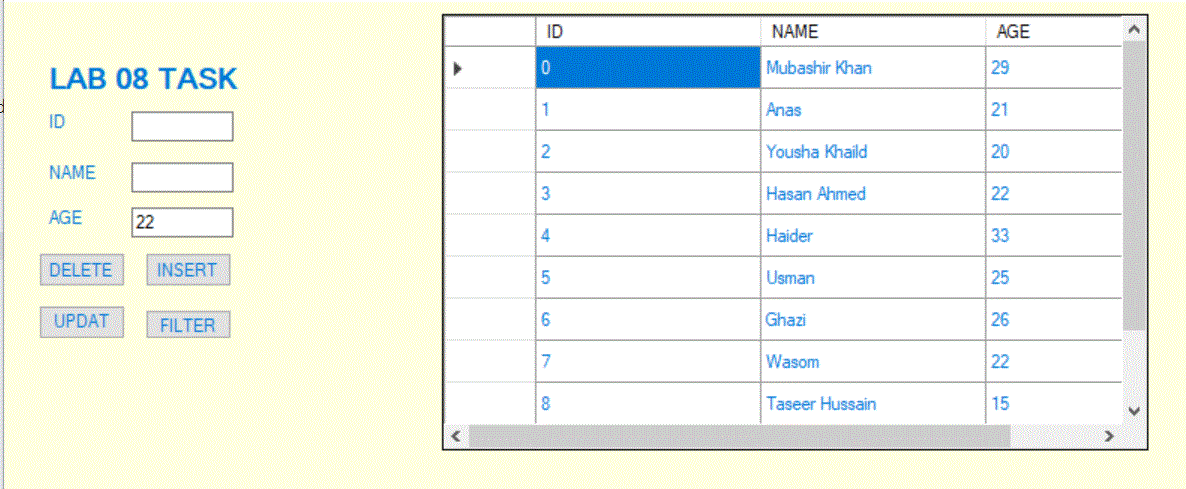 LAB 08 TASK
ID
NAME
AGE 22
DELETE INSERT
UPDAT FILTER
ID NAME AGE
0 Mubashir Khan 29
1 Anas 21
2 Yousha Khaild 20
3 Hasan Ahmed 22
4 Haider 33
5 Usman 25
6 Ghazi 26
7 Wasom 22
8 Taseer Hussain 15